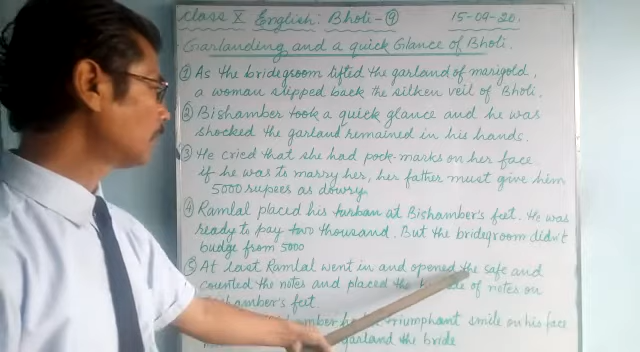 Class X English: Bholi-⑨ 15-09-20.
Garlanding and a quick Glance of Bholi.
① As the bridegroom lifted the garland of marigold,
a woman slipped back the silken veil of Bholi.
② Bishamber took a quick glance and he was
shocked the garland remained in his hands.
③ He cried that she had pock-marks on her face
if he was to marry her, her father must give him
5000 rupees as dowry.
④ Ramlal placed his turban at Bishamber's feet. He was
ready to pay two thousand. But the bridegroom didn't
budge from 5000
⑤ At last Ramlal went in and opened the safe and
counted the notes and placed the of notes on
feet
triumphant smile on his face
garland the bride